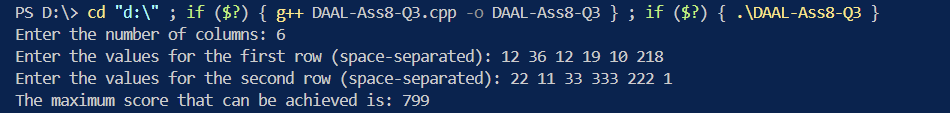 PS D:\> cd "d:\" ; if ($?) { g++ DAAL-Ass8-Q3.cpp -o DAAL-Ass8-Q3 } ; if ($?) { .\DAAL-Ass8-Q3 }
Enter the number of columns: 6
Enter the values for the first row (space-separated): 12 36 12 19 10 218
Enter the values for the second row (space-separated): 22 11 33 333 222 1
The maximum score that can be achieved is: 799